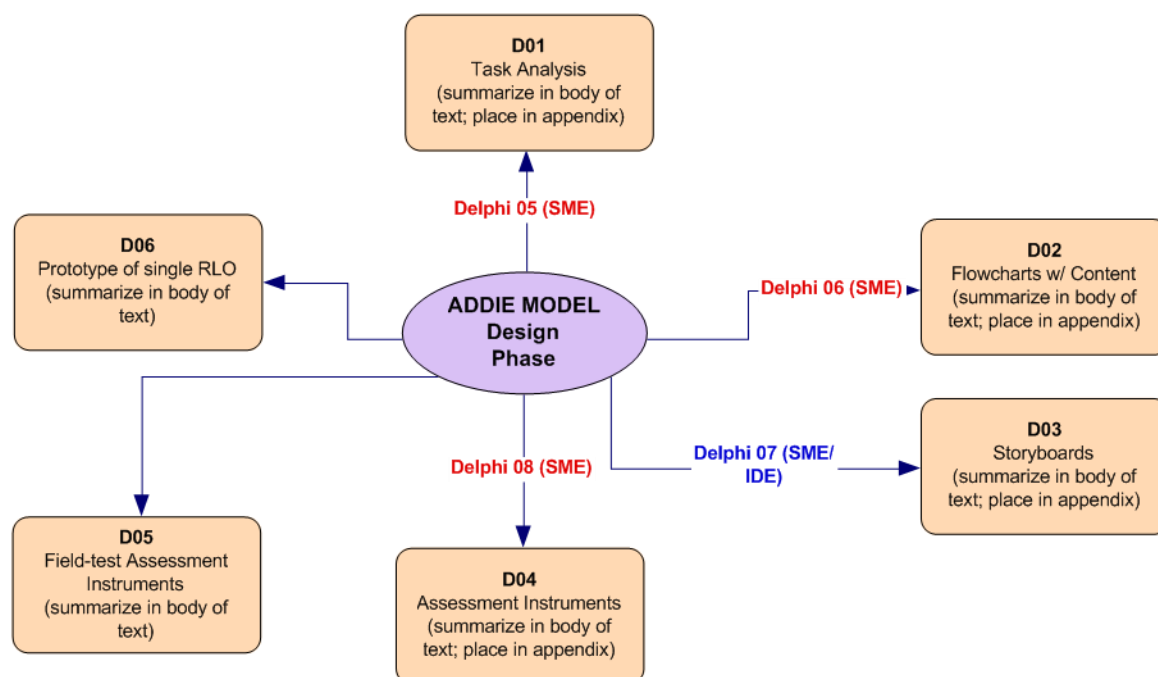 D01
Task Analysis
(summarize in body of
text; place in appendix)
Delphi 05 (SME)
D06
Prototype of single RLO
(summarize in body of
text)
D02
Flowcharts w/ Content
(summarize in body of
text; place in appendix)
Delphi 06 (SME)
ADDIE MODEL
Design
Phase
D03
Storyboards
(summarize in body of
text; place in appendix)
Delphi 07 (SME/
IDE)
Delphi 08 (SME)
D05
Field-test Assessment
Instruments
(summarize in body of
text)
D04
Assessment Instruments
(summarize in body of
text; place in appendix)